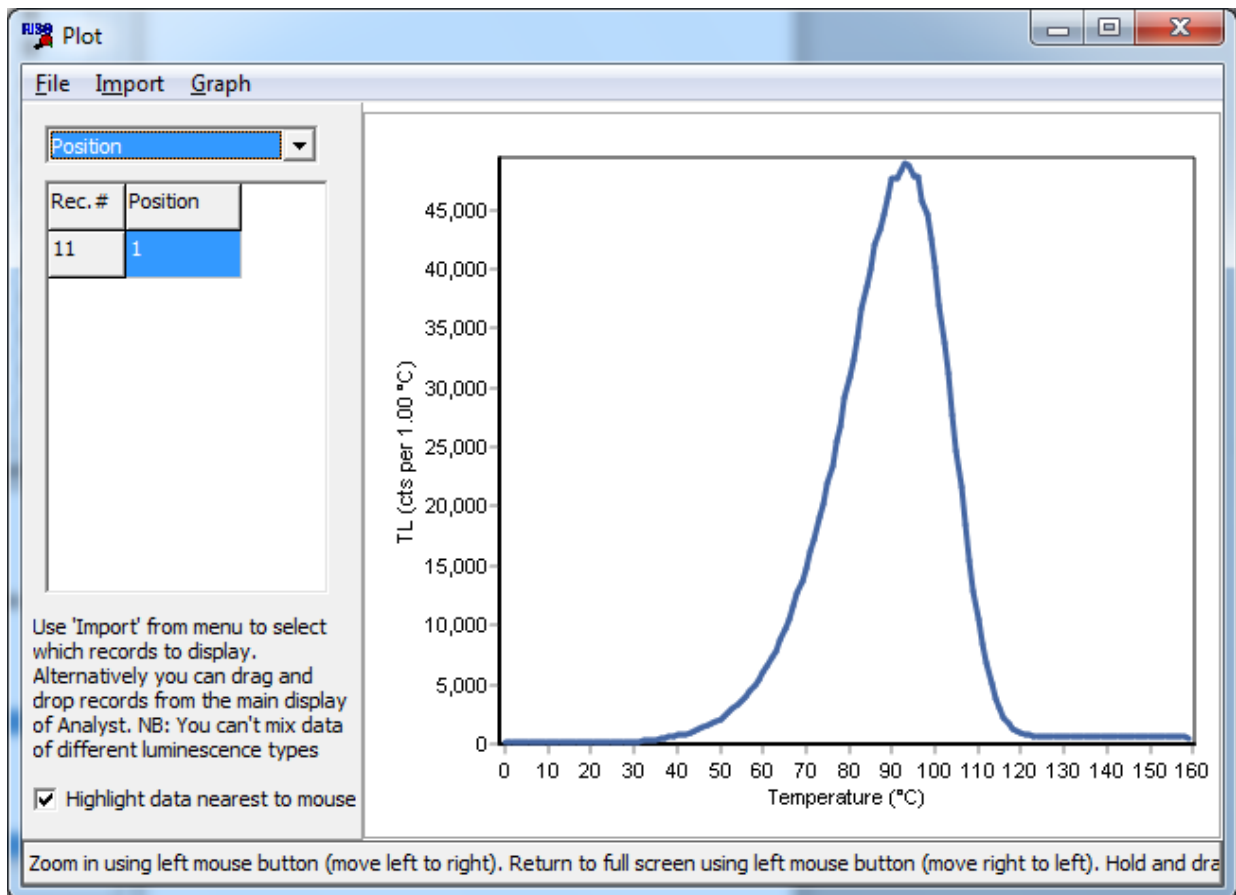 RISØ Plot
File Import Graph
Position
Rec. # Position
11 1
Use 'Import' from menu to select
which records to display.
Alternatively you can drag and
drop records from the main display
of Analyst. NB: You can't mix data
of different luminescence types
Highlight data nearest to mouse
TL (cts per 1.00 °C)
45,000
40,000
35,000
30,000
25,000
20,000
15,000
10,000
5,000
0
0 10 20 30 40 50 60 70 80 90 100 110 120 130 140 150 160
Temperature (°C)
Zoom in using left mouse button (move left to right). Return to full screen using left mouse button (move right to left). Hold and dra